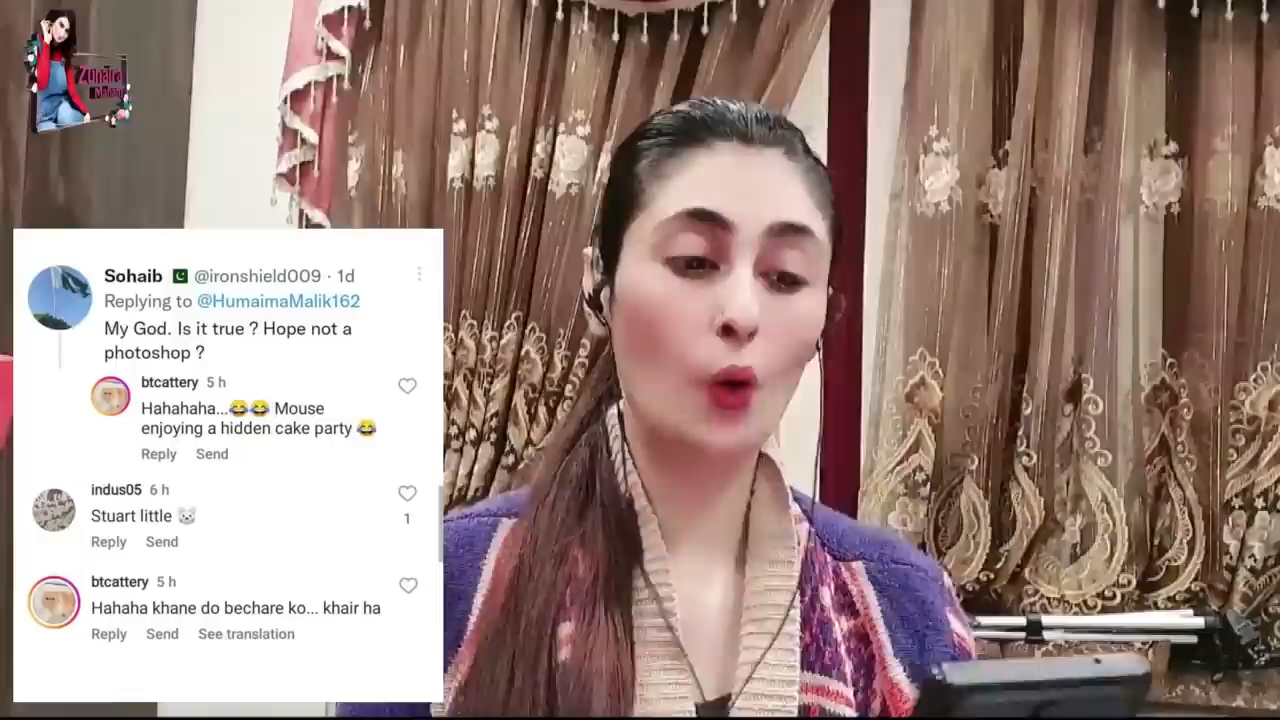 Zunaira
Maham
Sohaib 🇵🇰 @ironshield009 · 1d
Replying to @HumaimaMalik162
My God. Is it true ? Hope not a
photoshop ?
btcattery 5 h
Hahahaha...😂😂 Mouse
enjoying a hidden cake party 😂
Reply Send
indus05 6 h
Stuart little 🐭
1
Reply Send
btcattery 5 h
Hahaha khane do bechare ko... khair ha
Reply Send See translation